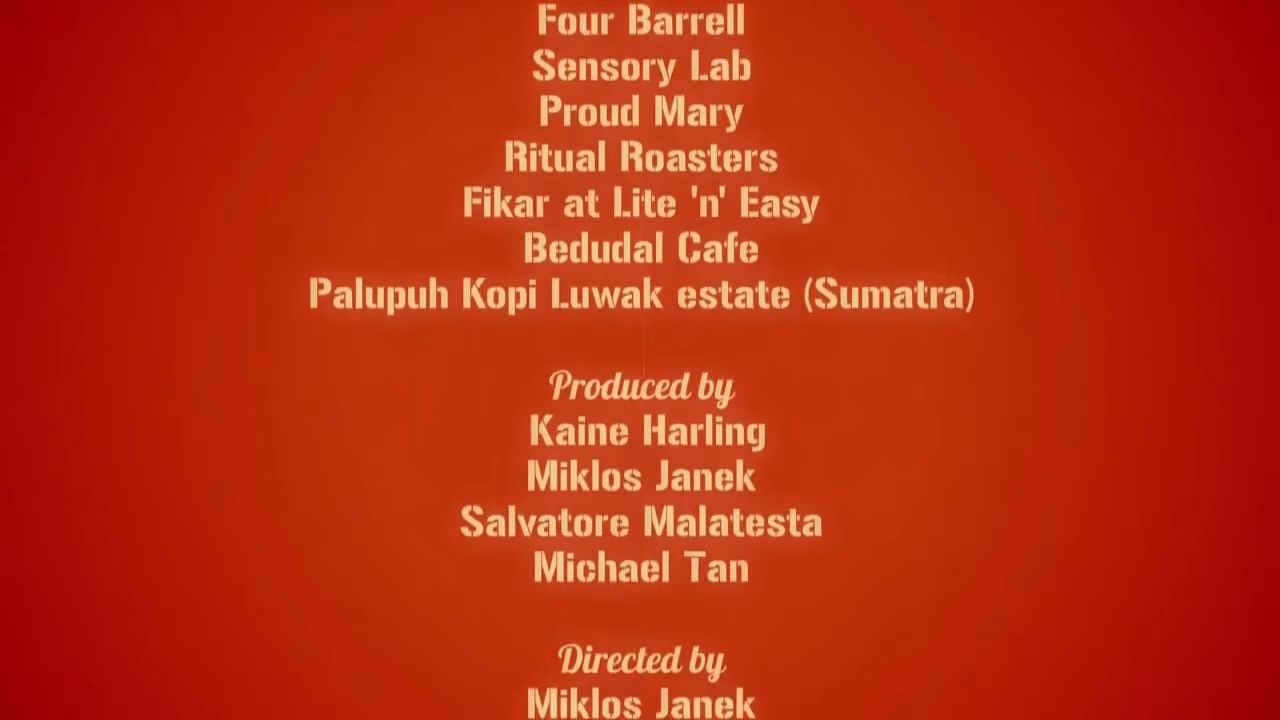 Four Barrell
Sensory Lab
Proud Mary
Ritual Roasters
Fikar at Lite 'n' Easy
Bedudal Cafe
Palupuh Kopi Luwak estate (Sumatra)
Produced by
Kaine Harling
Miklos Janek
Salvatore Malatesta
Michael Tan
Directed by
Miklos Janek